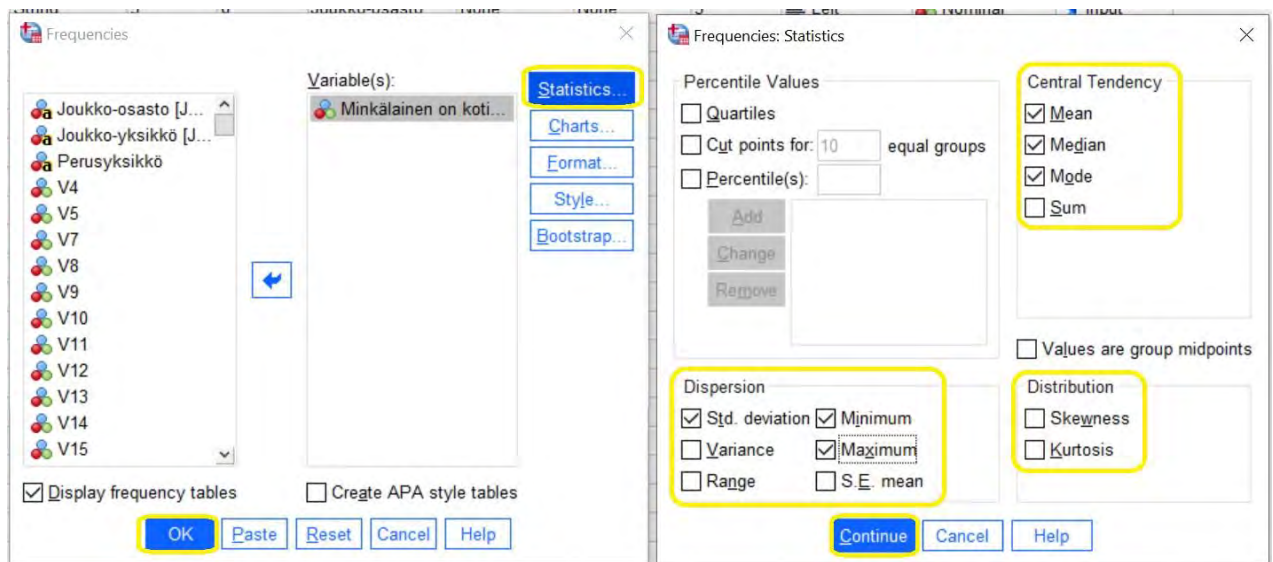 Frequencies
Variable(s):
Joukko-osasto [J...
Joukko-yksikkö [J...
Perusyksikkö
V4
V5
V7
V8
V9
V10
V11
V12
V13
V14
V15
Minkälainen on koti...
Statistics...
Charts...
Format...
Style...
Bootstrap...
Display frequency tables
Create APA style tables
OK
Paste
Reset
Cancel
Help
Frequencies: Statistics
Percentile Values
Quartiles
Cut points for: 10 equal groups
Percentile(s):
Add
Change
Remove
Central Tendency
Mean
Median
Mode
Sum
Values are group midpoints
Dispersion
Std. deviation
Minimum
Variance
Maximum
Range
S.E. mean
Distribution
Skewness
Kurtosis
Continue
Cancel
Help